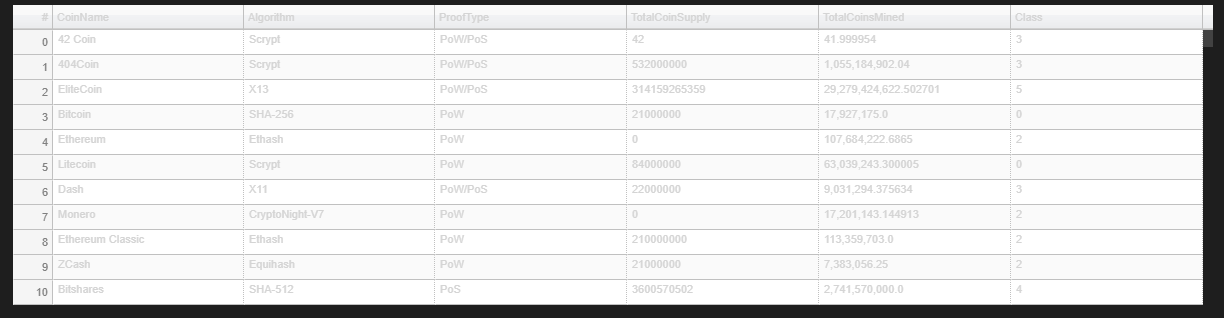 # CoinName Algorithm ProofType TotalCoinSupply TotalCoinsMined Class
0 42 Coin Scrypt PoW/PoS 42 41.999954 3
1 404Coin Scrypt PoW/PoS 532000000 1,055,184,902.04 3
2 EliteCoin X13 PoW/PoS 314159265359 29,279,424,622.502701 5
3 Bitcoin SHA-256 PoW 21000000 17,927,175.0 0
4 Ethereum Ethash PoW 0 107,684,222.6865 2
5 Litecoin Scrypt PoW 84000000 63,039,243.300005 0
6 Dash X11 PoW/PoS 22000000 9,031,294.375634 3
7 Monero CryptoNight-V7 PoW 0 17,201,143.144913 2
8 Ethereum Classic Ethash PoW 210000000 113,359,703.0 2
9 ZCash Equihash PoW 21000000 7,383,056.25 2
10 Bitshares SHA-512 PoS 3600570502 2,741,570,000.0 4